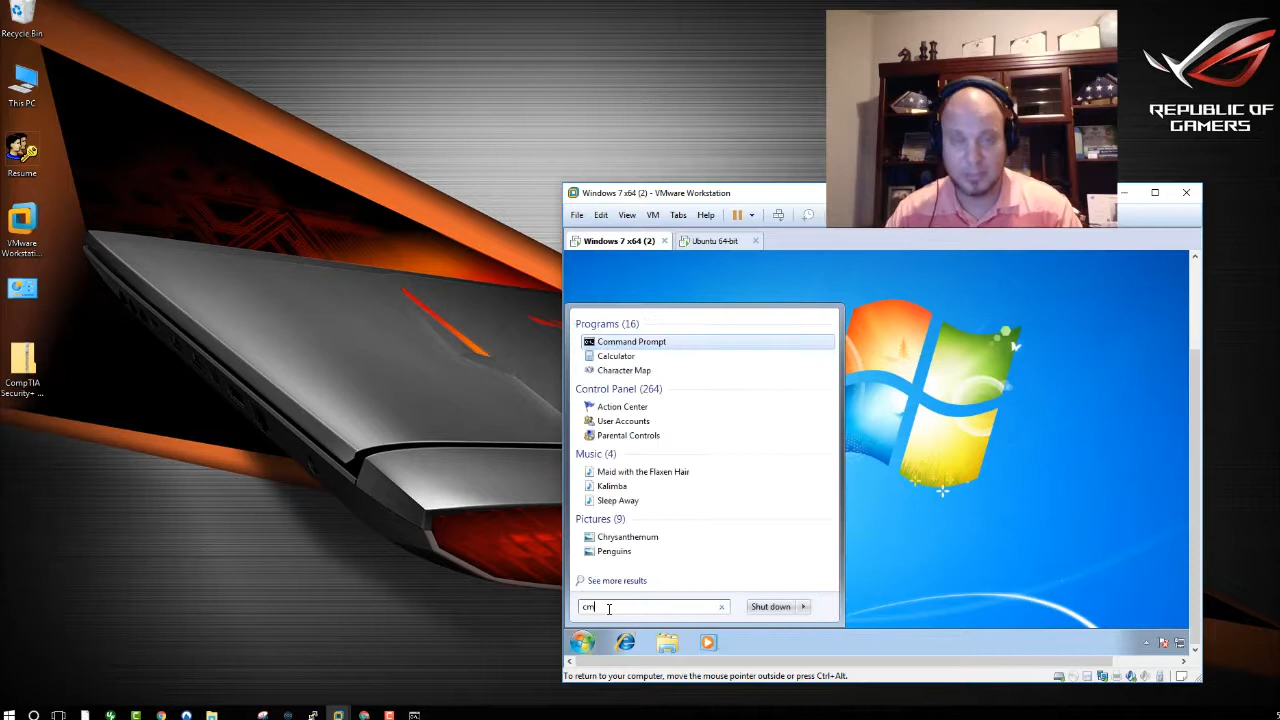 Recycle Bin
This PC
Resume
VMware
Workstati...
CompTIA
Security+ ...
REPUBLIC OF
GAMERS
Windows 7 x64 (2) - VMware Workstation
File Edit View VM Tabs Help
Windows 7 x64 (2) Ubuntu 64-bit
Programs (16)
Command Prompt
Calculator
Character Map
Control Panel (264)
Action Center
User Accounts
Parental Controls
Music (4)
Maid with the Flaxen Hair
Kalimba
Sleep Away
Pictures (9)
Chrysanthemum
Penguins
See more results
cm
Shut down
To return to your computer, move the mouse pointer outside or press Ctrl+Alt.